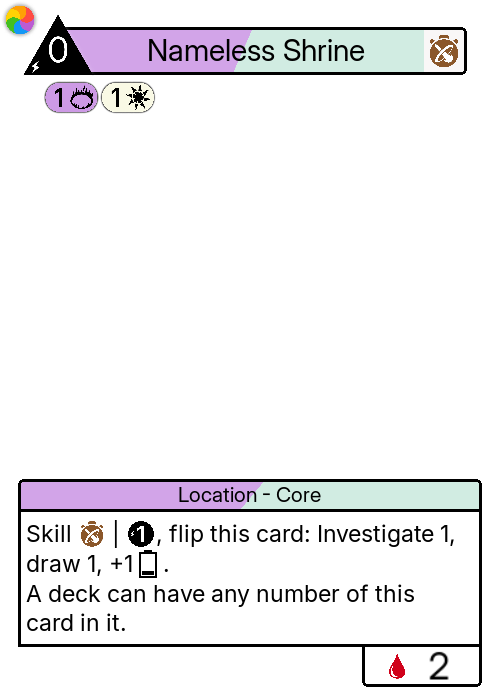 0 Nameless Shrine
1 1
Location - Core
Skill | 1, flip this card: Investigate 1,
draw 1, +1 .
A deck can have any number of this
card in it.
2